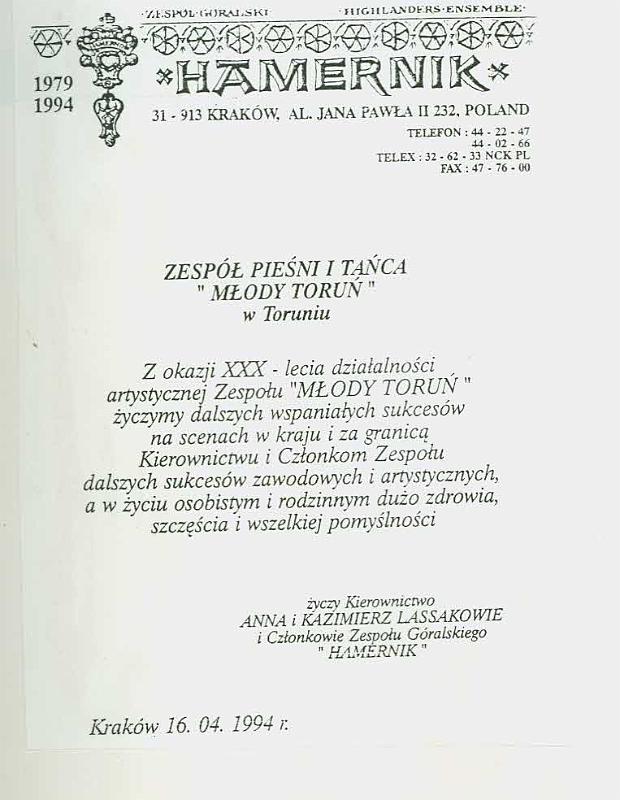 ·ZESPÓŁ·GÓRALSKI· ·HIGHLANDERS·ENSEMBLE·
HAMERNIK
1979
1994
31 - 913 KRAKÓW, AL. JANA PAWŁA II 232, POLAND
TELEFON : 44 - 22 - 47
44 - 02 - 66
TELEX : 32 - 62 - 33 NCK PL
FAX : 47 - 76 - 00
ZESPÓŁ PIEŚNI I TAŃCA
" MŁODY TORUŃ "
w Toruniu
Z okazji XXX - lecia działalności
artystycznej Zespołu "MŁODY TORUŃ "
życzymy dalszych wspaniałych sukcesów
na scenach w kraju i za granicą
Kierownictwu i Członkom Zespołu
dalszych sukcesów zawodowych i artystycznych,
a w życiu osobistym i rodzinnym dużo zdrowia,
szczęścia i wszelkiej pomyślności
życzy Kierownictwo
ANNA i KAZIMIERZ LASSAKOWIE
i Członkowie Zespołu Góralskiego
" HAMERNIK "
Kraków 16. 04. 1994 r.